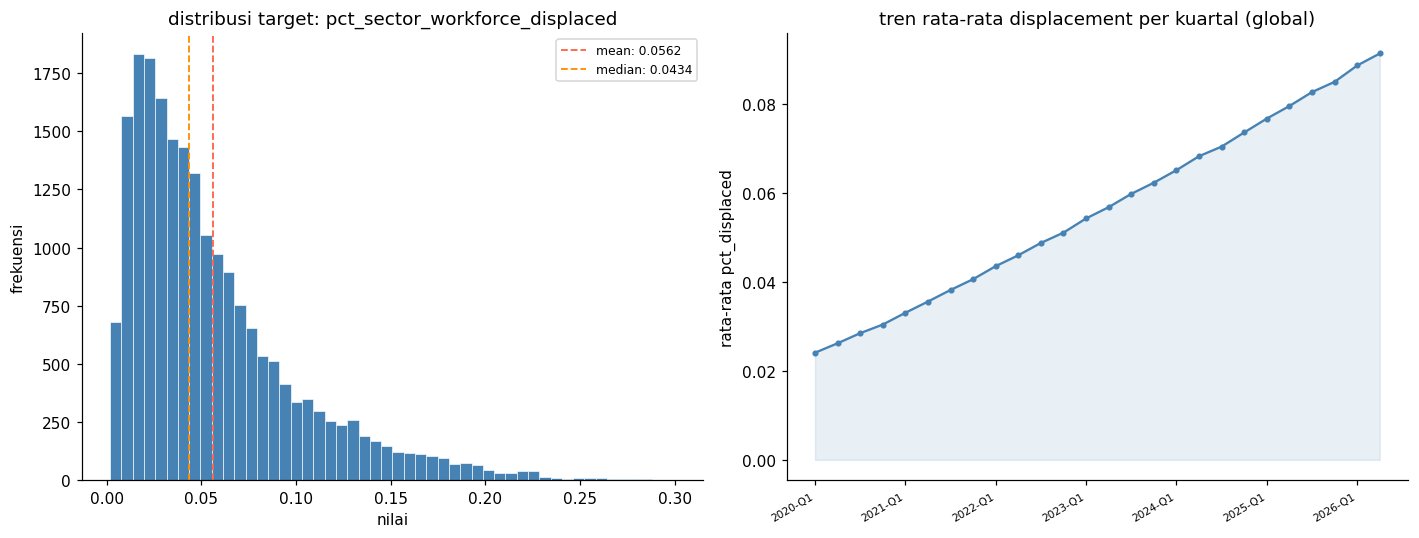 distribusi target: pct_sector_workforce_displaced
mean: 0.0562
median: 0.0434
frekuensi
1750
1500
1250
1000
750
500
250
0
0.00 0.05 0.10 0.15 0.20 0.25 0.30
nilai
tren rata-rata displacement per kuartal (global)
rata-rata pct_displaced
0.08
0.06
0.04
0.02
0.00
2020-Q1 2021-Q1 2022-Q1 2023-Q1 2024-Q1 2025-Q1 2026-Q1